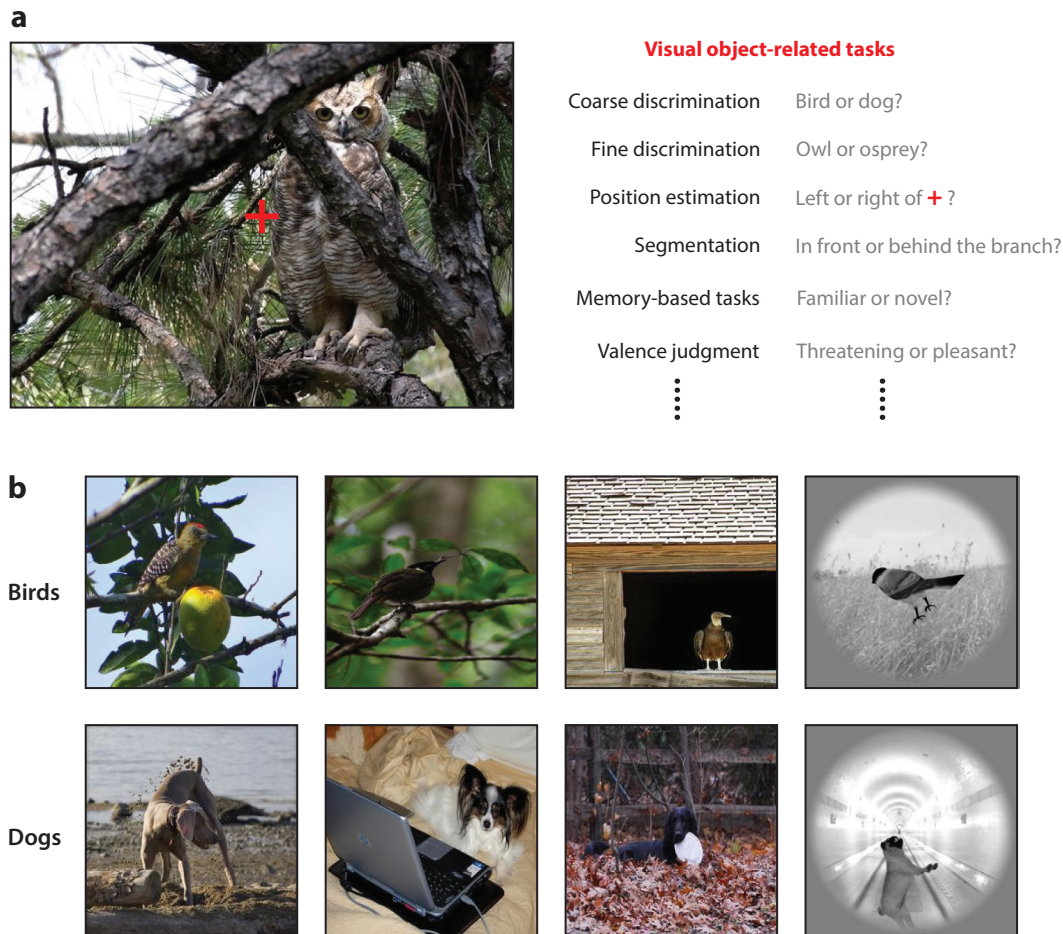 a
Visual object-related tasks
Coarse discrimination Bird or dog?
Fine discrimination Owl or osprey?
Position estimation Left or right of + ?
Segmentation In front or behind the branch?
Memory-based tasks Familiar or novel?
Valence judgment Threatening or pleasant?
b
Birds
Dogs